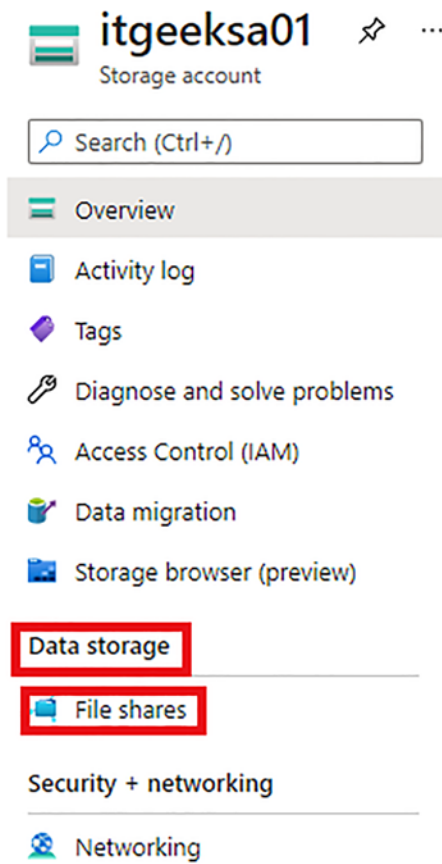 itgeeksa01
Storage account
Search (Ctrl+/)
Overview
Activity log
Tags
Diagnose and solve problems
Access Control (IAM)
Data migration
Storage browser (preview)
Data storage
File shares
Security + networking
Networking